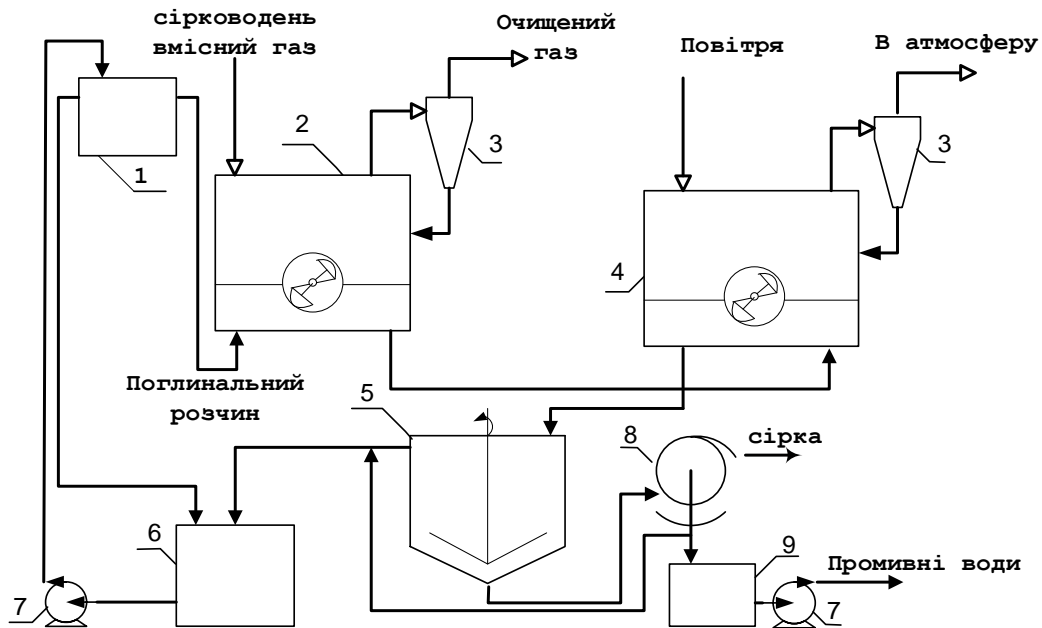 сірководень
вмісний газ
Очищений
газ
Повітря
В атмосферу
1
2
3
3
4
Поглинальний
розчин
5
8
сірка
6
9
Промивні води
7
7